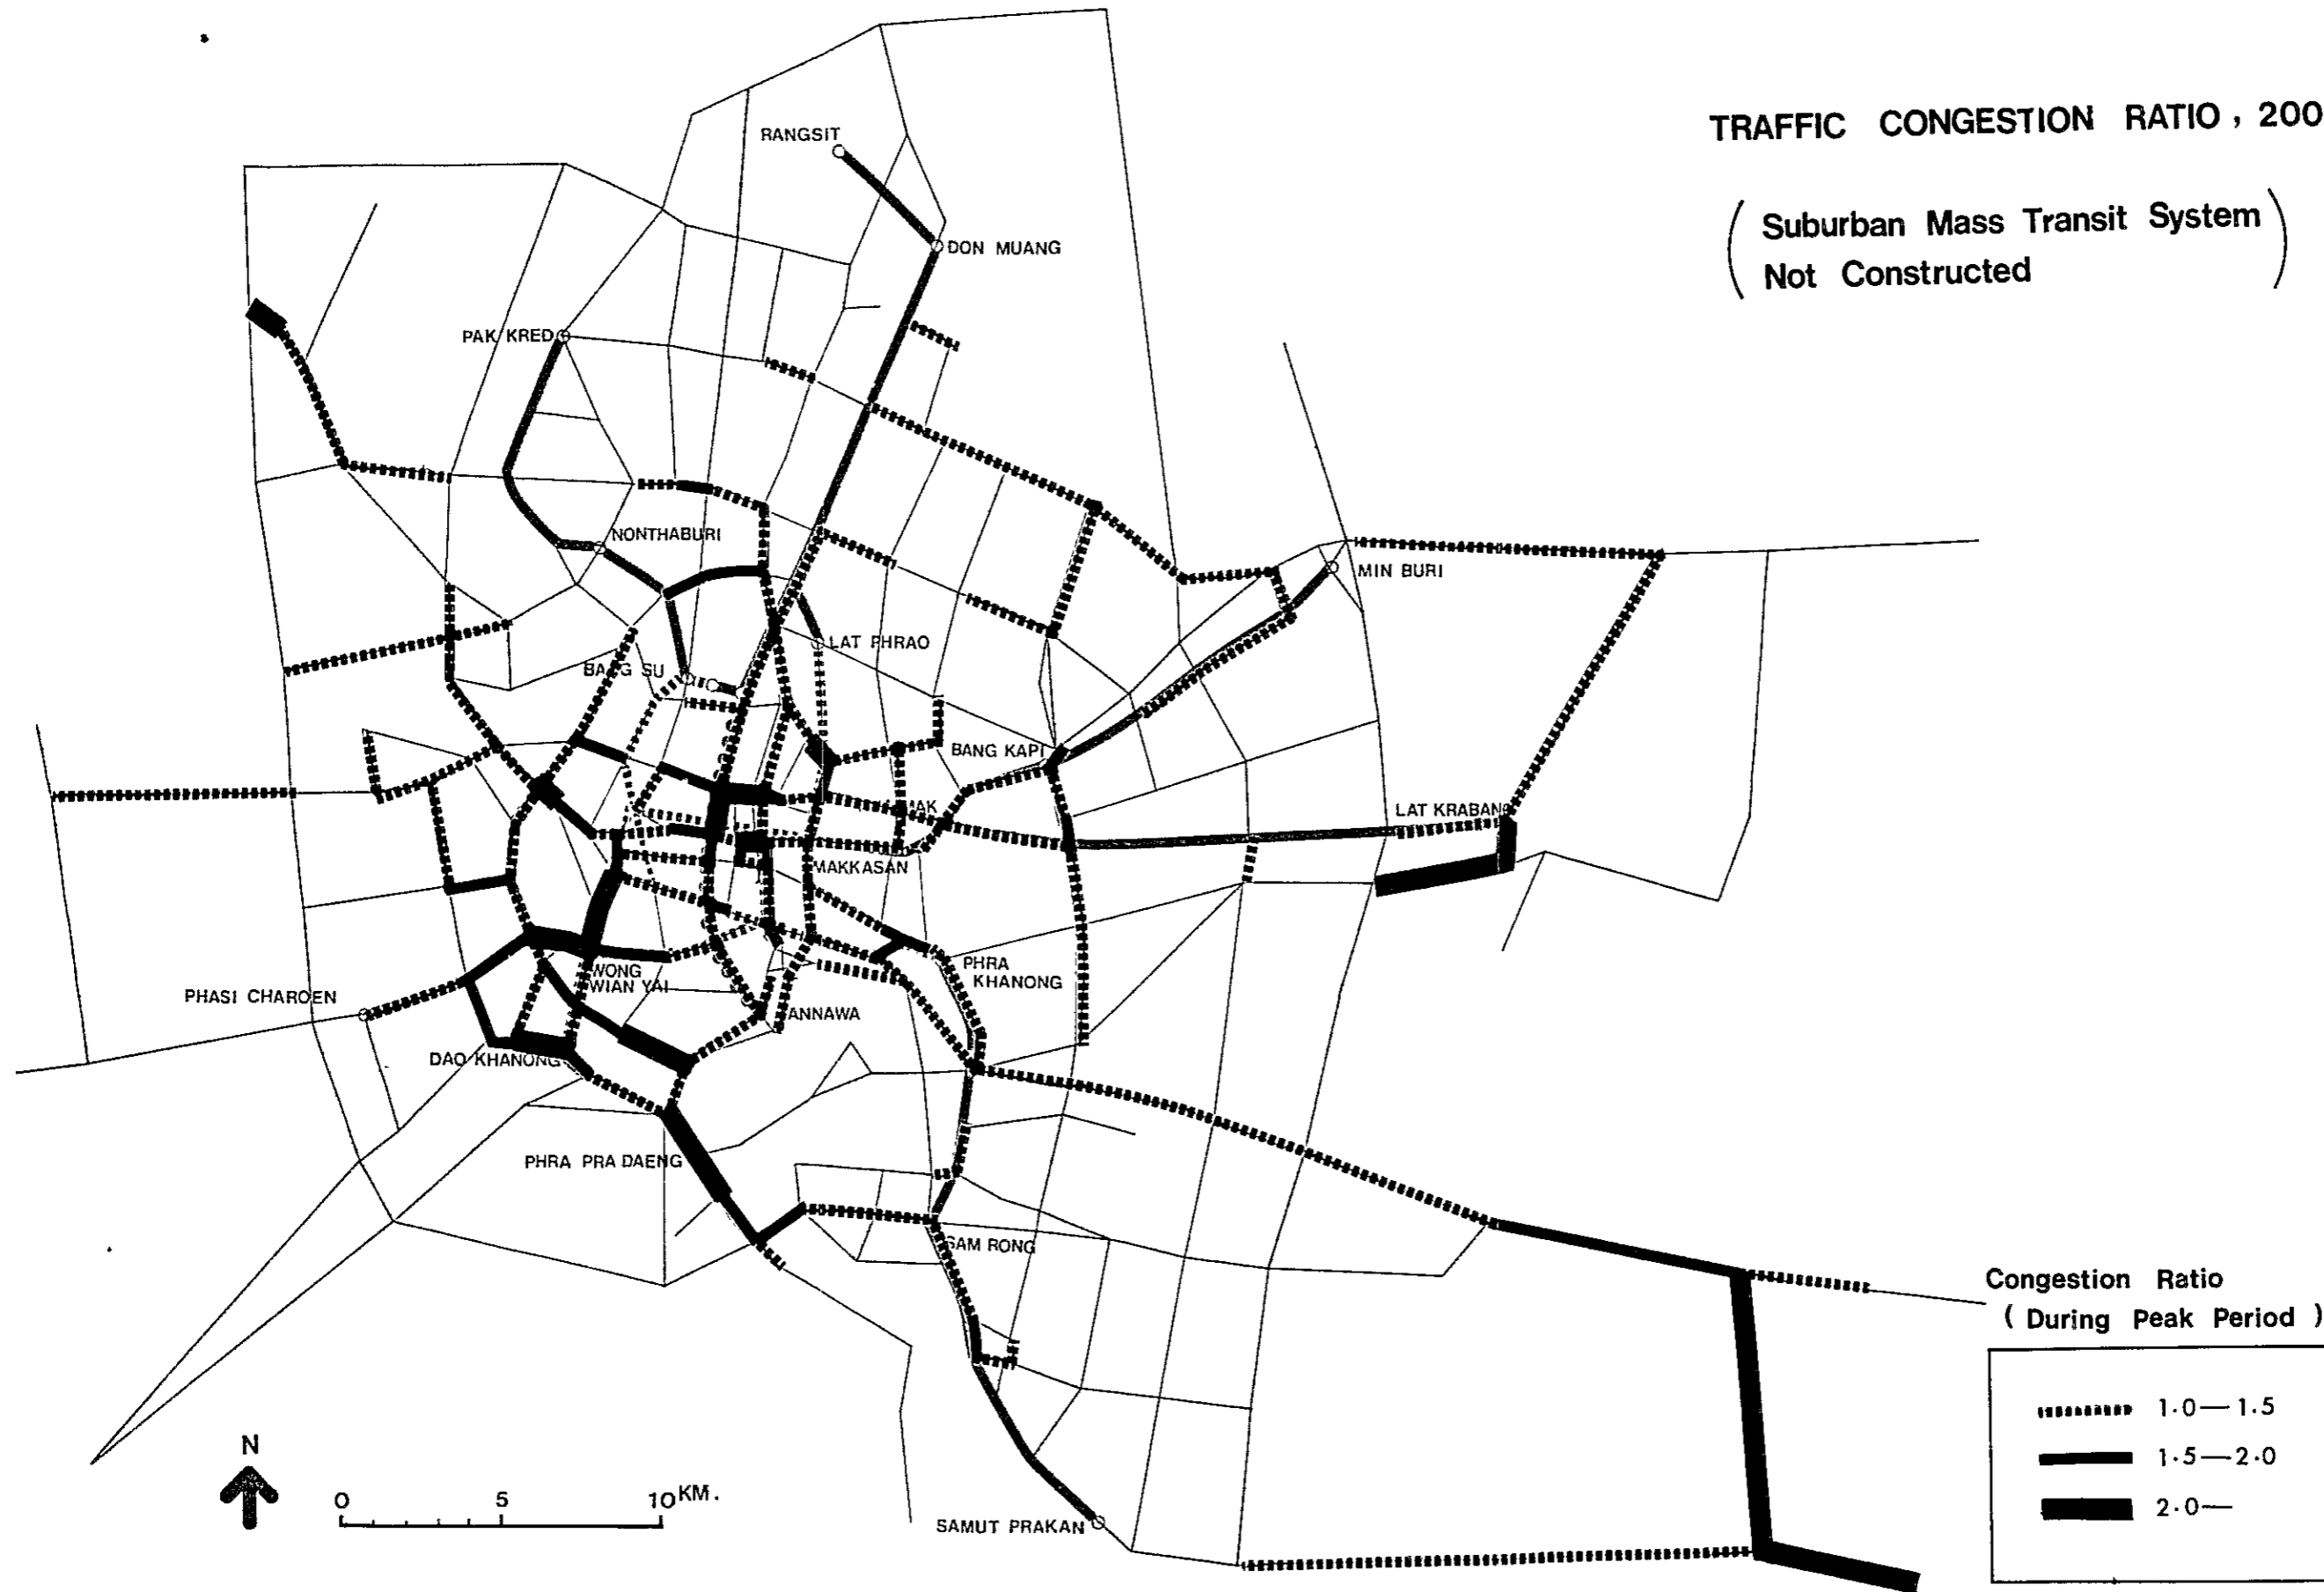 TRAFFIC CONGESTION RATIO, 200
( Suburban Mass Transit System
Not Constructed )
RANGSIT
DON MUANG
PAK KRED
NONTHABURI
MIN BURI
LAT PHRAO
SU
BANG KAPI
LAT KRABANG
MAKKASAN
PHRA
KHANONG
WONG
WIAN YAI
PHASI CHAROEN
ANNAWA
DAO KHANONG
PHRA PRA DAENG
SAM RONG
SAMUT PRAKAN
N
0 5 10 KM.
Congestion Ratio
( During Peak Period )
1.0—1.5
1.5—2.0
2.0—